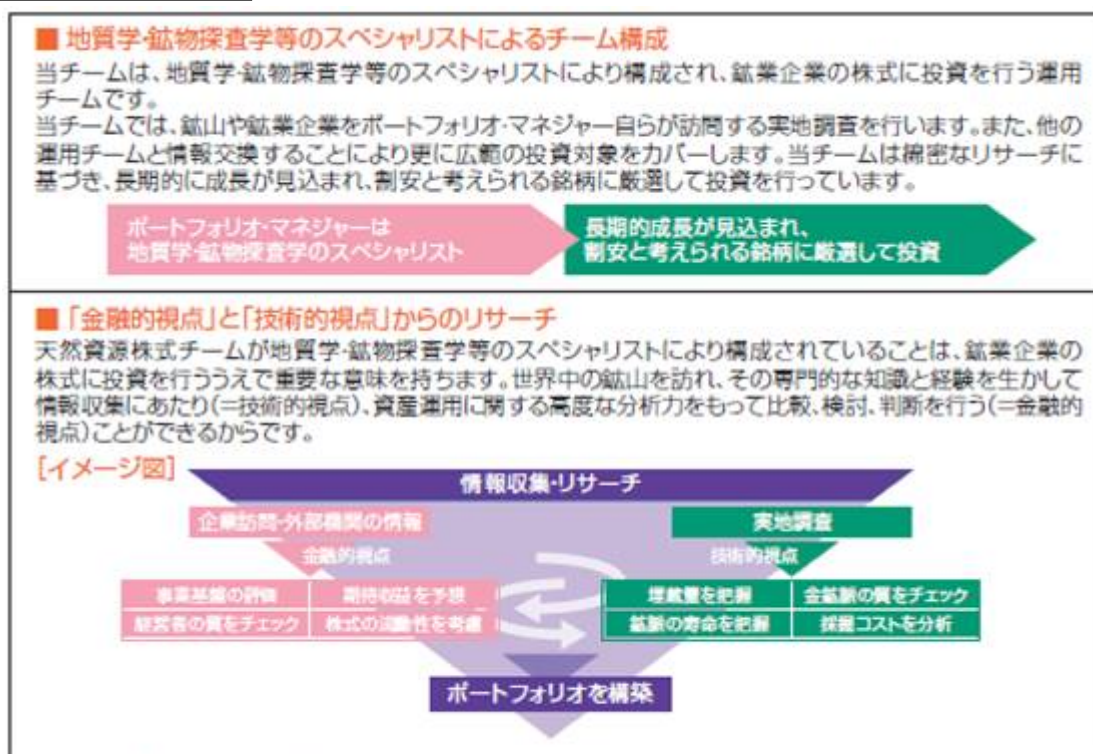 ■ 地質学・鉱物探査学等のスペシャリストによるチーム構成
当チームは、地質学・鉱物探査学等のスペシャリストにより構成され、鉱業企業の株式に投資を行う運用
チームです。
当チームでは、鉱山や鉱業企業をポートフォリオ・マネジャー自らが訪問する実地調査を行います。また、他の
運用チームと情報交換することにより更に広範の投資対象をカバーします。当チームは綿密なリサーチに
基づき、長期的に成長が見込まれ、割安と考えられる銘柄に厳選して投資を行っています。
ポートフォリオ・マネジャーは
地質学・鉱物探査学のスペシャリスト
長期的成長が見込まれ、
割安と考えられる銘柄に厳選して投資
■ 「金融的視点」と「技術的視点」からのリサーチ
天然資源株式チームが地質学・鉱物探査学等のスペシャリストにより構成されていることは、鉱業企業の
株式に投資を行ううえで重要な意味を持ちます。世界中の鉱山を訪れ、その専門的な知識と経験を生かして
情報収集にあたり(=技術的視点)、資産運用に関する高度な分析力をもって比較、検討、判断を行う(=金融的
視点)ことができるからです。
[イメージ図]
情報収集・リサーチ
企業訪問・外部機関の情報
実地調査
金融的視点
技術的視点
事業基盤の評価
期待収益を予想
埋蔵量を把握
金鉱脈の質をチェック
経営者の質をチェック
株式の流動性を考慮
鉱脈の寿命を把握
採掘コストを分析
ポートフォリオを構築